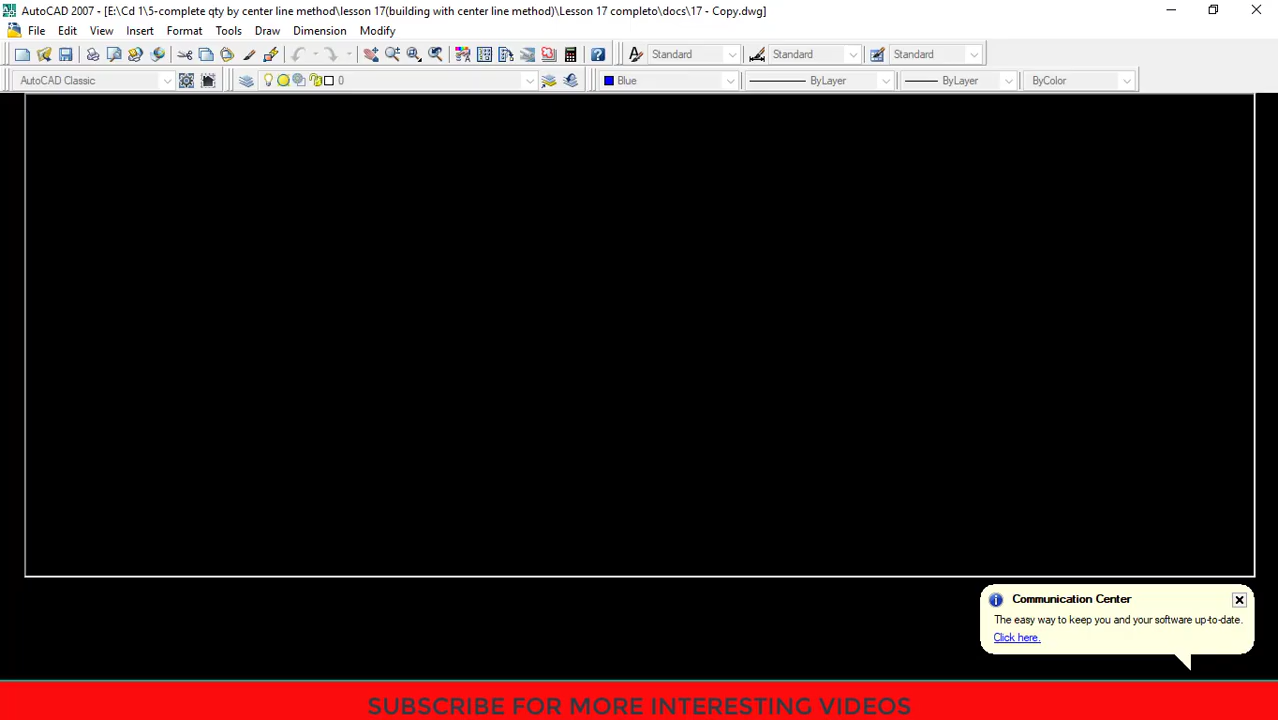 AutoCAD 2007 - [E:\Cd 1\5-complete qty by center line method\lesson 17(building with center line method)\Lesson 17 completo\docs\17 - Copy.dwg]
File Edit View Insert Format Tools Draw Dimension Modify
Standard Standard Standard
AutoCAD Classic 0 Blue ByLayer ByLayer ByColor
Communication Center
The easy way to keep you and your software up-to-date.
Click here.
SUBSCRIBE FOR MORE INTERESTING VIDEOS